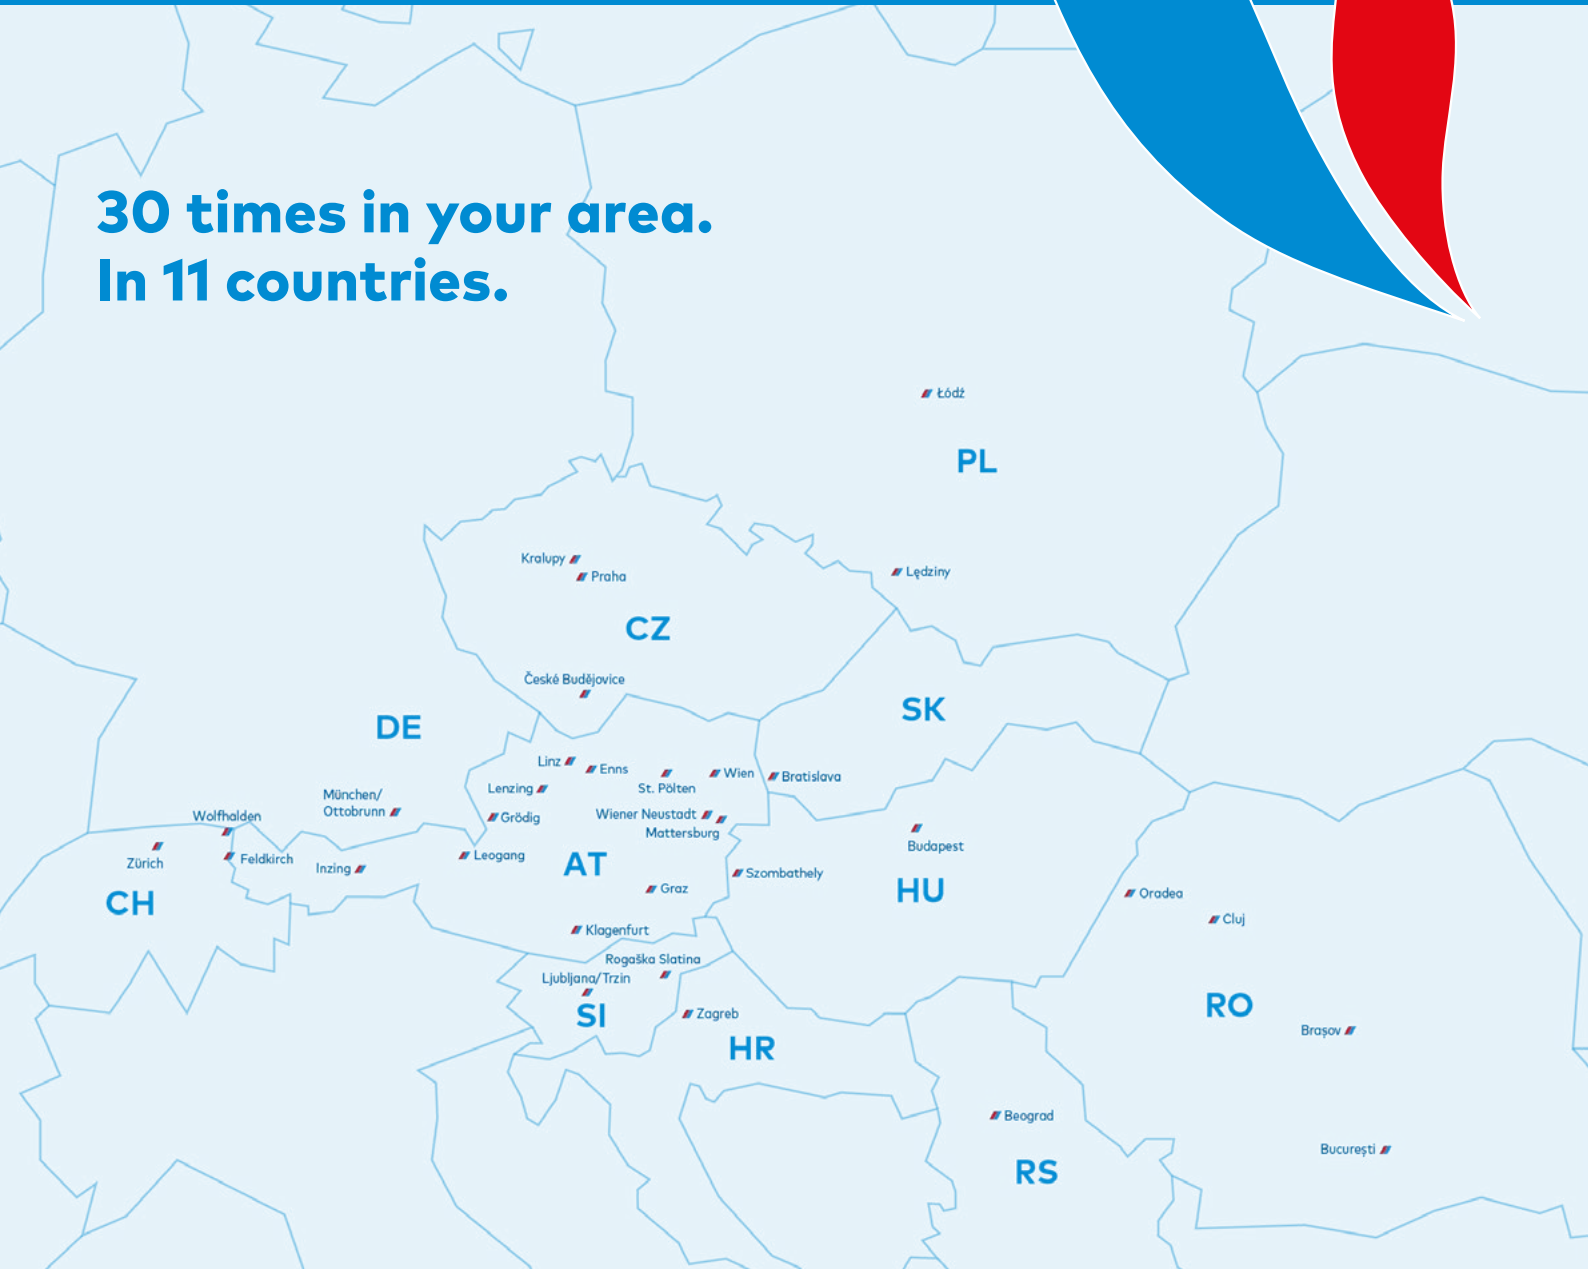 30 times in your area.
In 11 countries.
Łódź
PL
Kralupy
Praha
Lędziny
CZ
České Budějovice
SK
DE
Linz
Enns
St. Pölten
Wien
Bratislava
Lenzing
München/
Ottobrunn
Wolfhalden
Grödig
Wiener Neustadt
Mattersburg
Budapest
Zürich
Feldkirch
Inzing
Leogang
AT
Szombathely
HU
CH
Graz
Oradea
Cluj
Klagenfurt
Rogaška Slatina
Ljubljana/Trzin
SI
Zagreb
HR
RO
Brașov
Beograd
RS
București